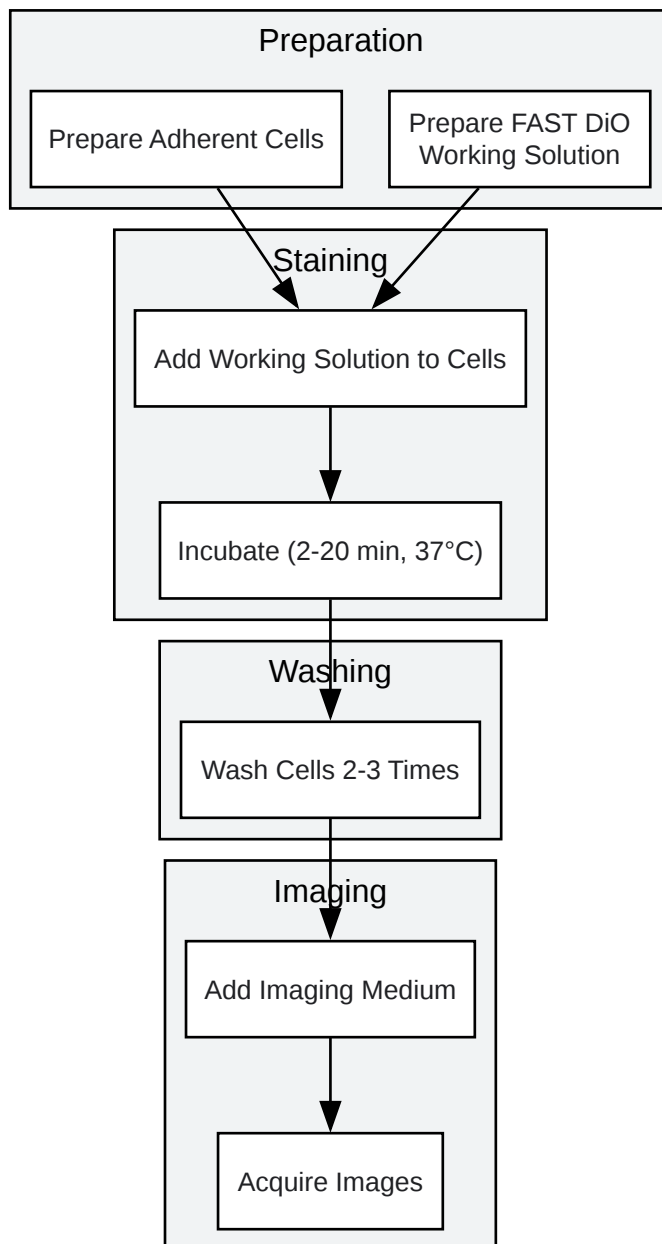 Preparation
Prepare Adherent Cells
Prepare FAST DiO
Working Solution
Staining
Add Working Solution to Cells
Incubate (2-20 min, 37°C)
Washing
Wash Cells 2-3 Times
Imaging
Add Imaging Medium
Acquire Images